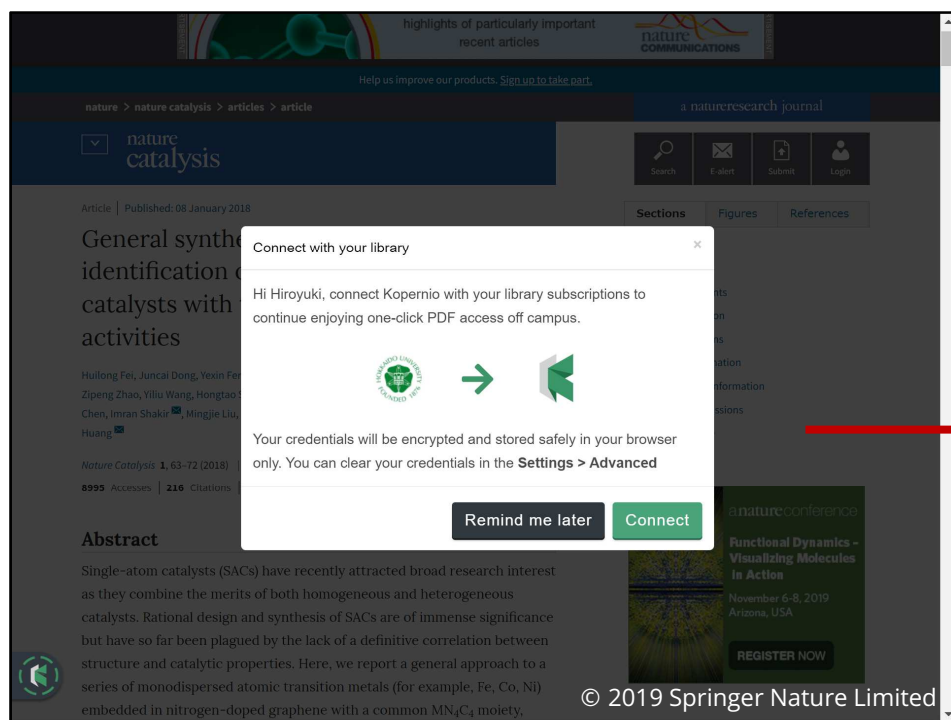 highlights of particularly important
recent articles
nature
COMMUNICATIONS
Help us improve our products. Sign up to take part.
nature > nature catalysis > articles > article
a natureresearch journal
nature
catalysis
Search
E-alert
Submit
Login
Article | Published: 08 January 2018
Sections
Figures
References
General synthe
identification o
catalysts with
activities
Huilong Fei, Juncai Dong, Yexin Fen
Zipeng Zhao, Yiliu Wang, Hongtao S
Chen, Imran Shakir, Mingjie Liu,
Huang
Nature Catalysis 1, 63–72 (2018)
8995 Accesses | 216 Citations
Connect with your library
×
Hi Hiroyuki, connect Kopernio with your library subscriptions to
continue enjoying one-click PDF access off campus.
HOKKAIDO UNIVERSITY
FOUNDED 1876
Your credentials will be encrypted and stored safely in your browser
only. You can clear your credentials in the Settings > Advanced
Remind me later
Connect
nts
on
ns
nation
nformation
ssions
Abstract
Single-atom catalysts (SACs) have recently attracted broad research interest
as they combine the merits of both homogeneous and heterogeneous
catalysts. Rational design and synthesis of SACs are of immense significance
but have so far been plagued by the lack of a definitive correlation between
structure and catalytic properties. Here, we report a general approach to a
series of monodispersed atomic transition metals (for example, Fe, Co, Ni)
embedded in nitrogen-doped graphene with a common MN₄C₄ moiety,
a natureconference
Functional Dynamics –
Visualizing Molecules
in Action
November 6-8, 2019
Arizona, USA
REGISTER NOW
© 2019 Springer Nature Limited